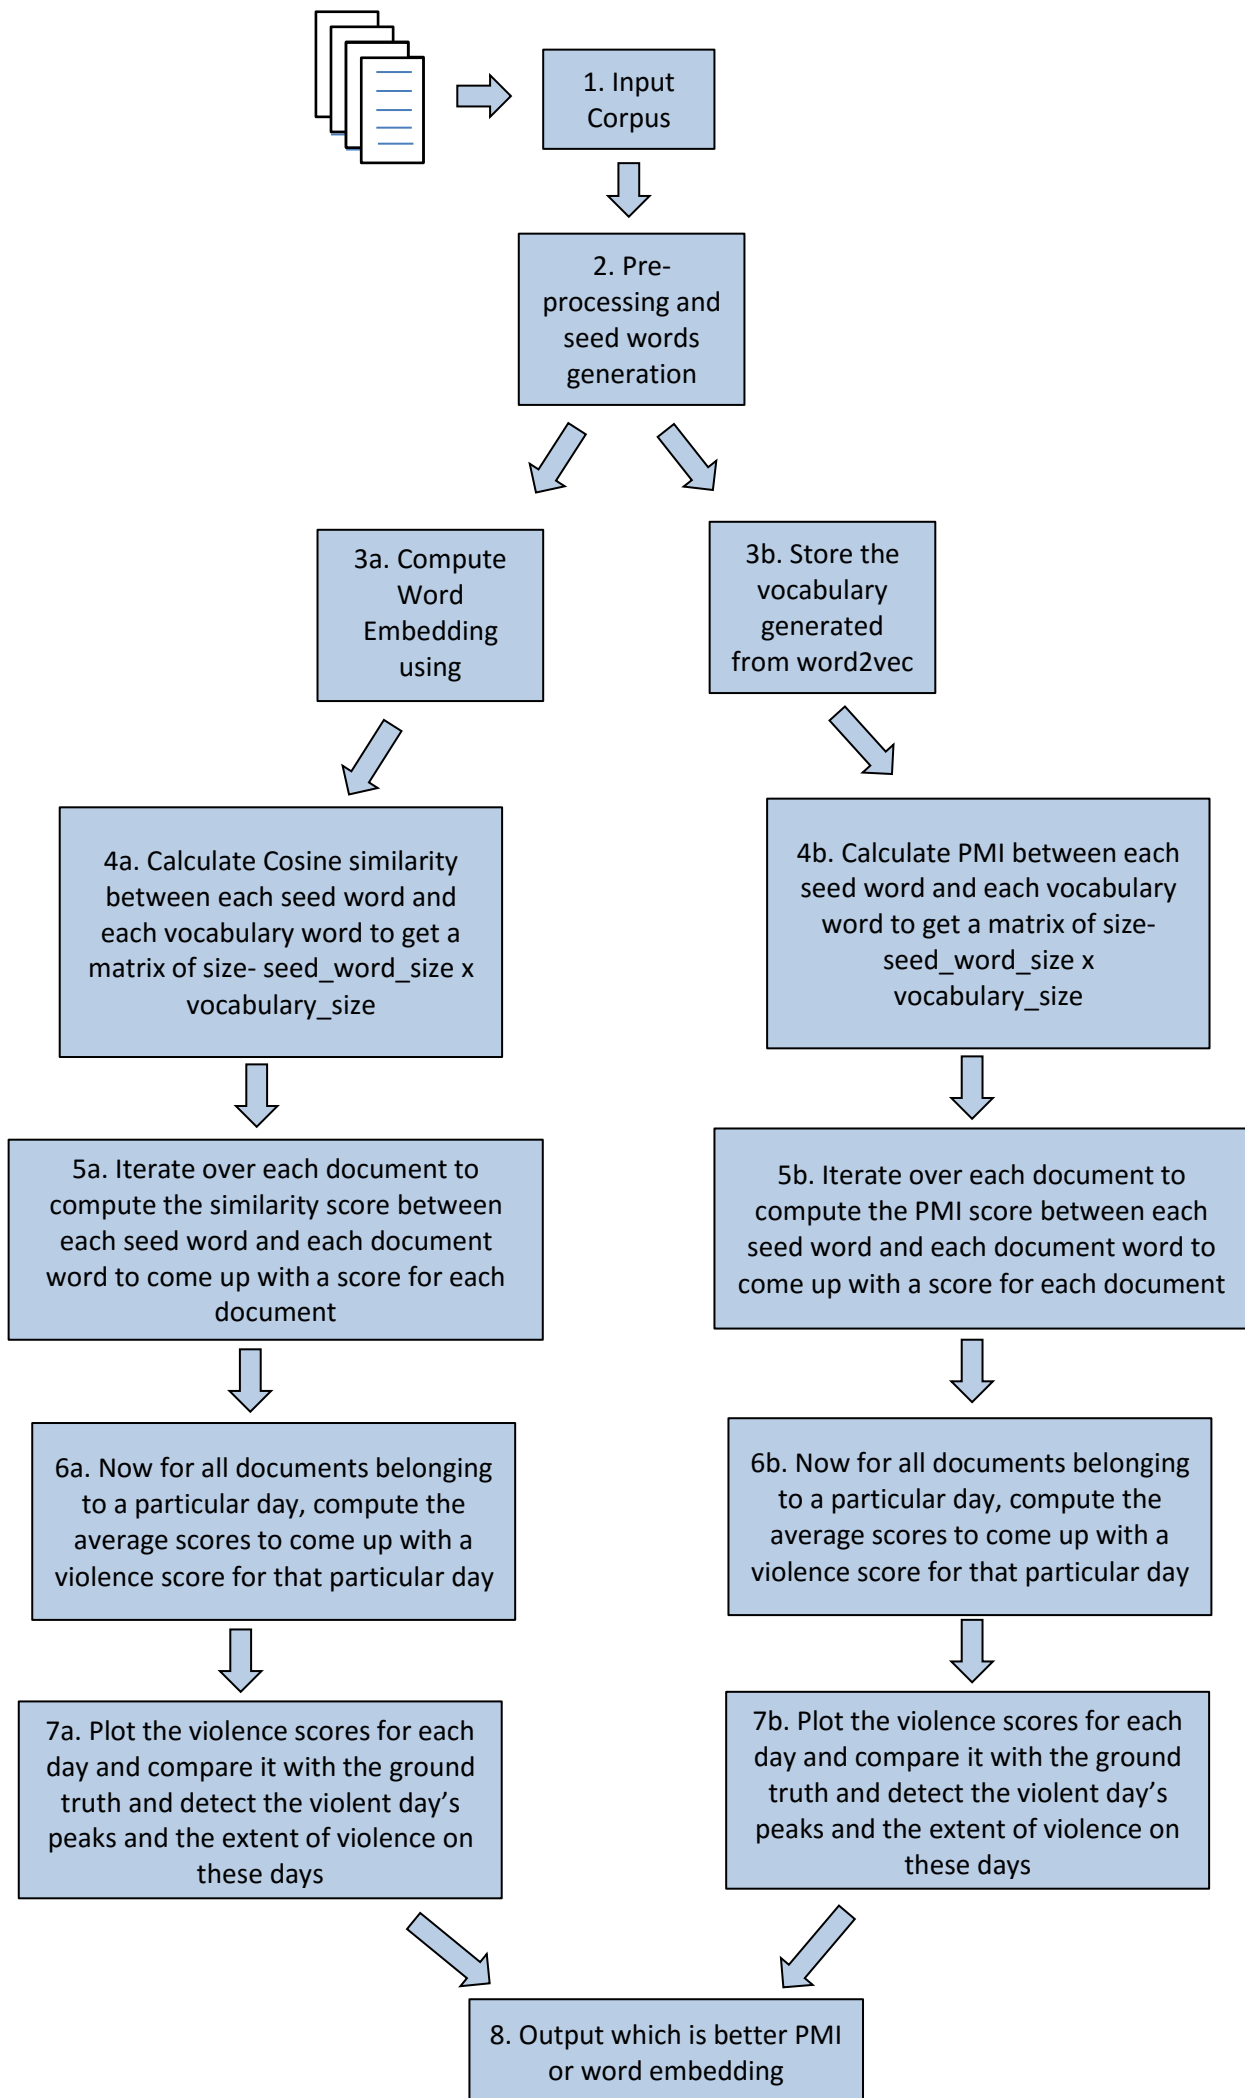 1. Input
Corpus
2. Pre-
processing and
seed words
generation
3a. Compute
Word
Embedding
using
3b. Store the
vocabulary
generated
from word2vec
4a. Calculate Cosine similarity
between each seed word and
each vocabulary word to get a
matrix of size- seed_word_size x
vocabulary_size
4b. Calculate PMI between each
seed word and each vocabulary
word to get a matrix of size-
seed_word_size x
vocabulary_size
5a. Iterate over each document to
compute the similarity score between
each seed word and each document
word to come up with a score for each
document
5b. Iterate over each document to
compute the PMI score between each
seed word and each document word to
come up with a score for each document
6a. Now for all documents belonging
to a particular day, compute the
average scores to come up with a
violence score for that particular day
6b. Now for all documents belonging
to a particular day, compute the
average scores to come up with a
violence score for that particular day
7a. Plot the violence scores for each
day and compare it with the ground
truth and detect the violent day’s
peaks and the extent of violence on
these days
7b. Plot the violence scores for each
day and compare it with the ground
truth and detect the violent day’s
peaks and the extent of violence on
these days
8. Output which is better PMI
or word embedding